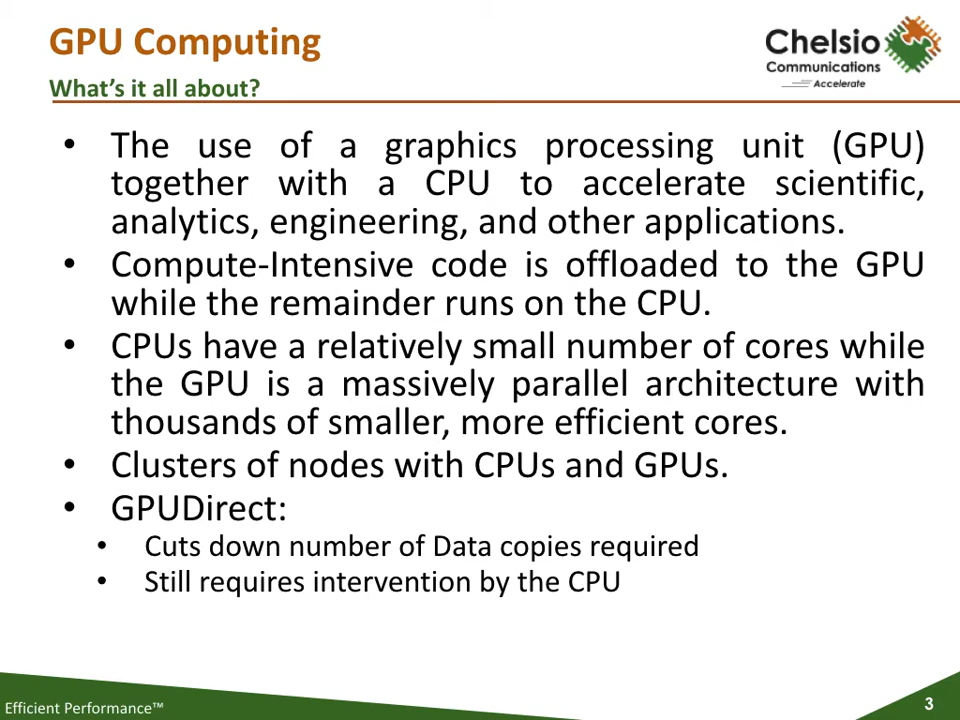 GPU Computing
What's it all about?
Chelsio
Communications
Accelerate
• The use of a graphics processing unit (GPU)
together with a CPU to accelerate scientific,
analytics, engineering, and other applications.
• Compute-Intensive code is offloaded to the GPU
while the remainder runs on the CPU.
• CPUs have a relatively small number of cores while
the GPU is a massively parallel architecture with
thousands of smaller, more efficient cores.
• Clusters of nodes with CPUs and GPUs.
• GPUDirect:
• Cuts down number of Data copies required
• Still requires intervention by the CPU
Efficient Performance™
3